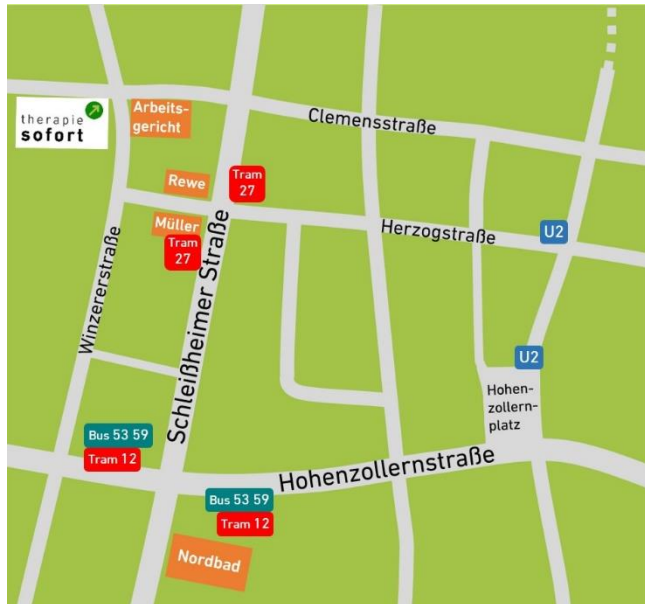 therapie
sofort
Arbeits-
gericht
Clemensstraße
Rewe
Tram
27
Müller
Tram
27
Herzogstraße
U2
Winzererstraße
Schleißheimer Straße
U2
Hohen-
zollern-
platz
Bus 53 59
Tram 12
Hohenzollernstraße
Bus 53 59
Tram 12
Nordbad